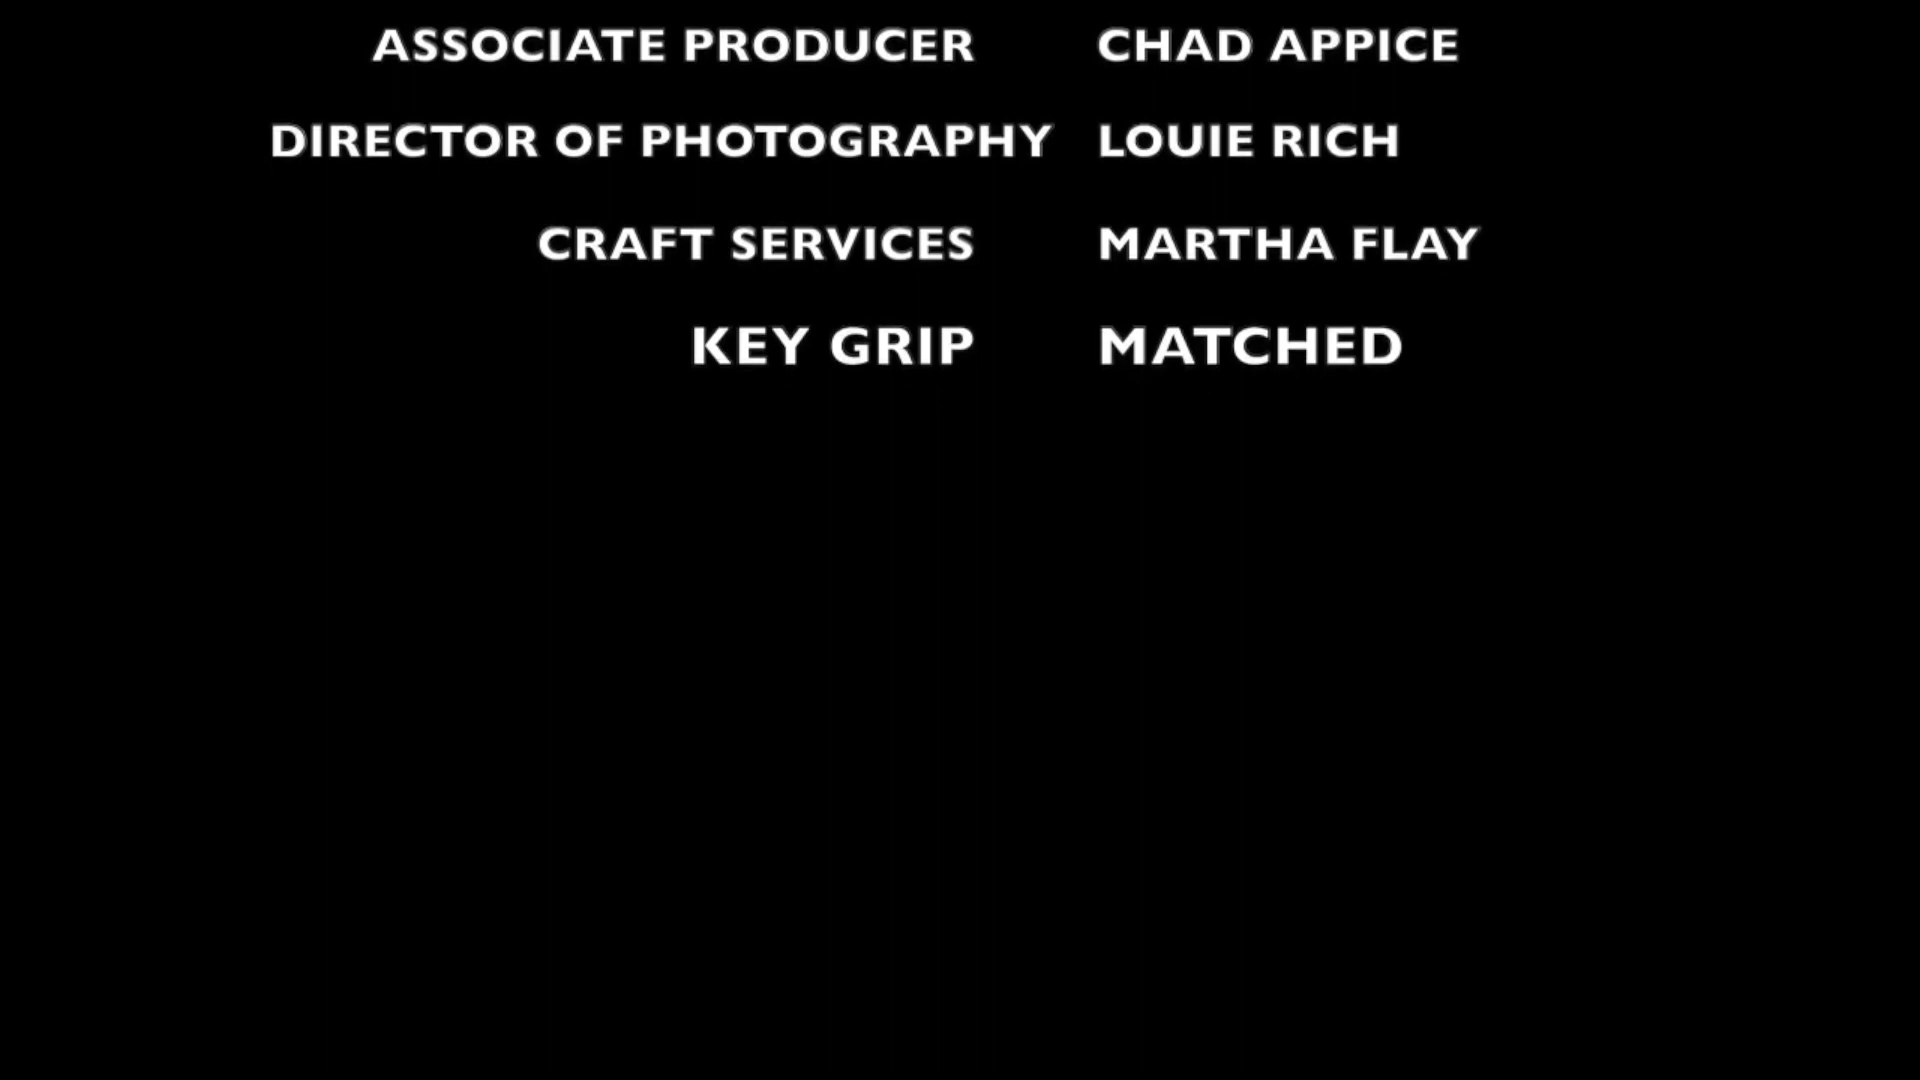 ASSOCIATE PRODUCER CHAD APPICE
DIRECTOR OF PHOTOGRAPHY LOUIE RICH
CRAFT SERVICES MARTHA FLAY
KEY GRIP MATCHED